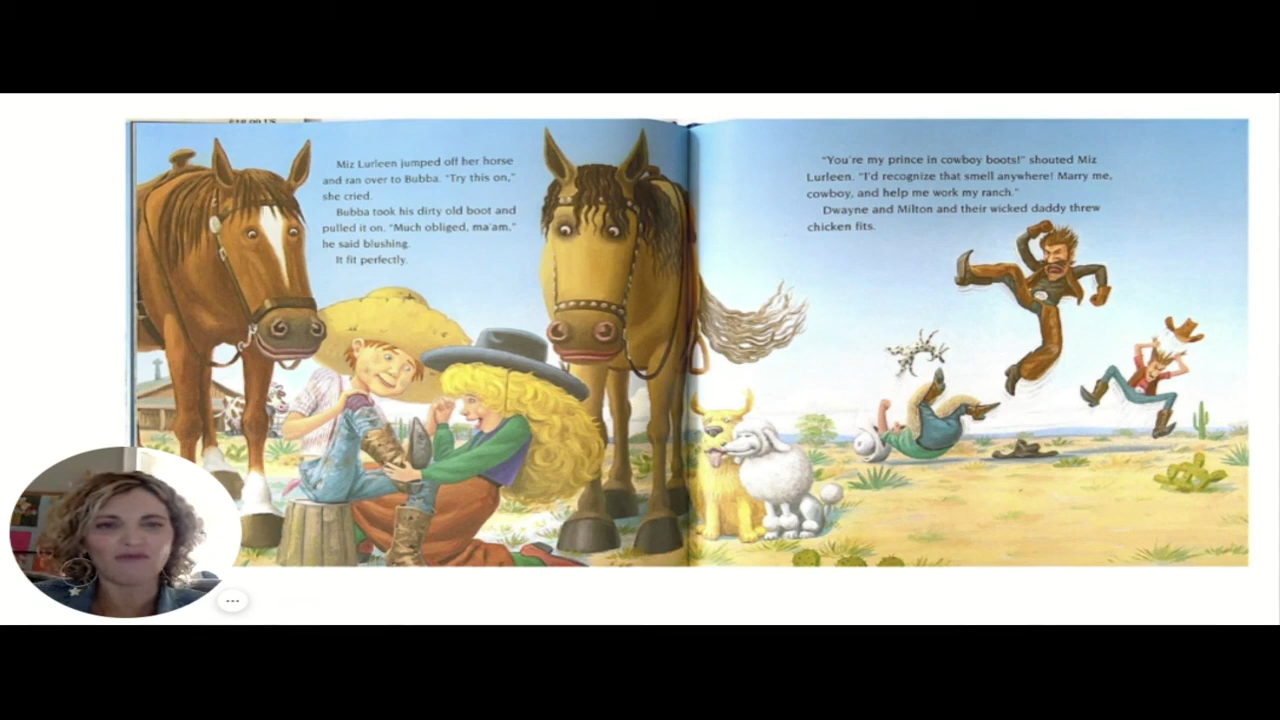 Miz Lurleen jumped off her horse
and ran over to Bubba. "Try this on,"
she cried.
Bubba took his dirty old boot and
pulled it on. "Much obliged, ma'am,"
he said blushing.
It fit perfectly.
"You're my prince in cowboy boots!" shouted Miz
Lurleen. "I'd recognize that smell anywhere! Marry me,
cowboy, and help me work my ranch."
Dwayne and Milton and their wicked daddy threw
chicken fits.